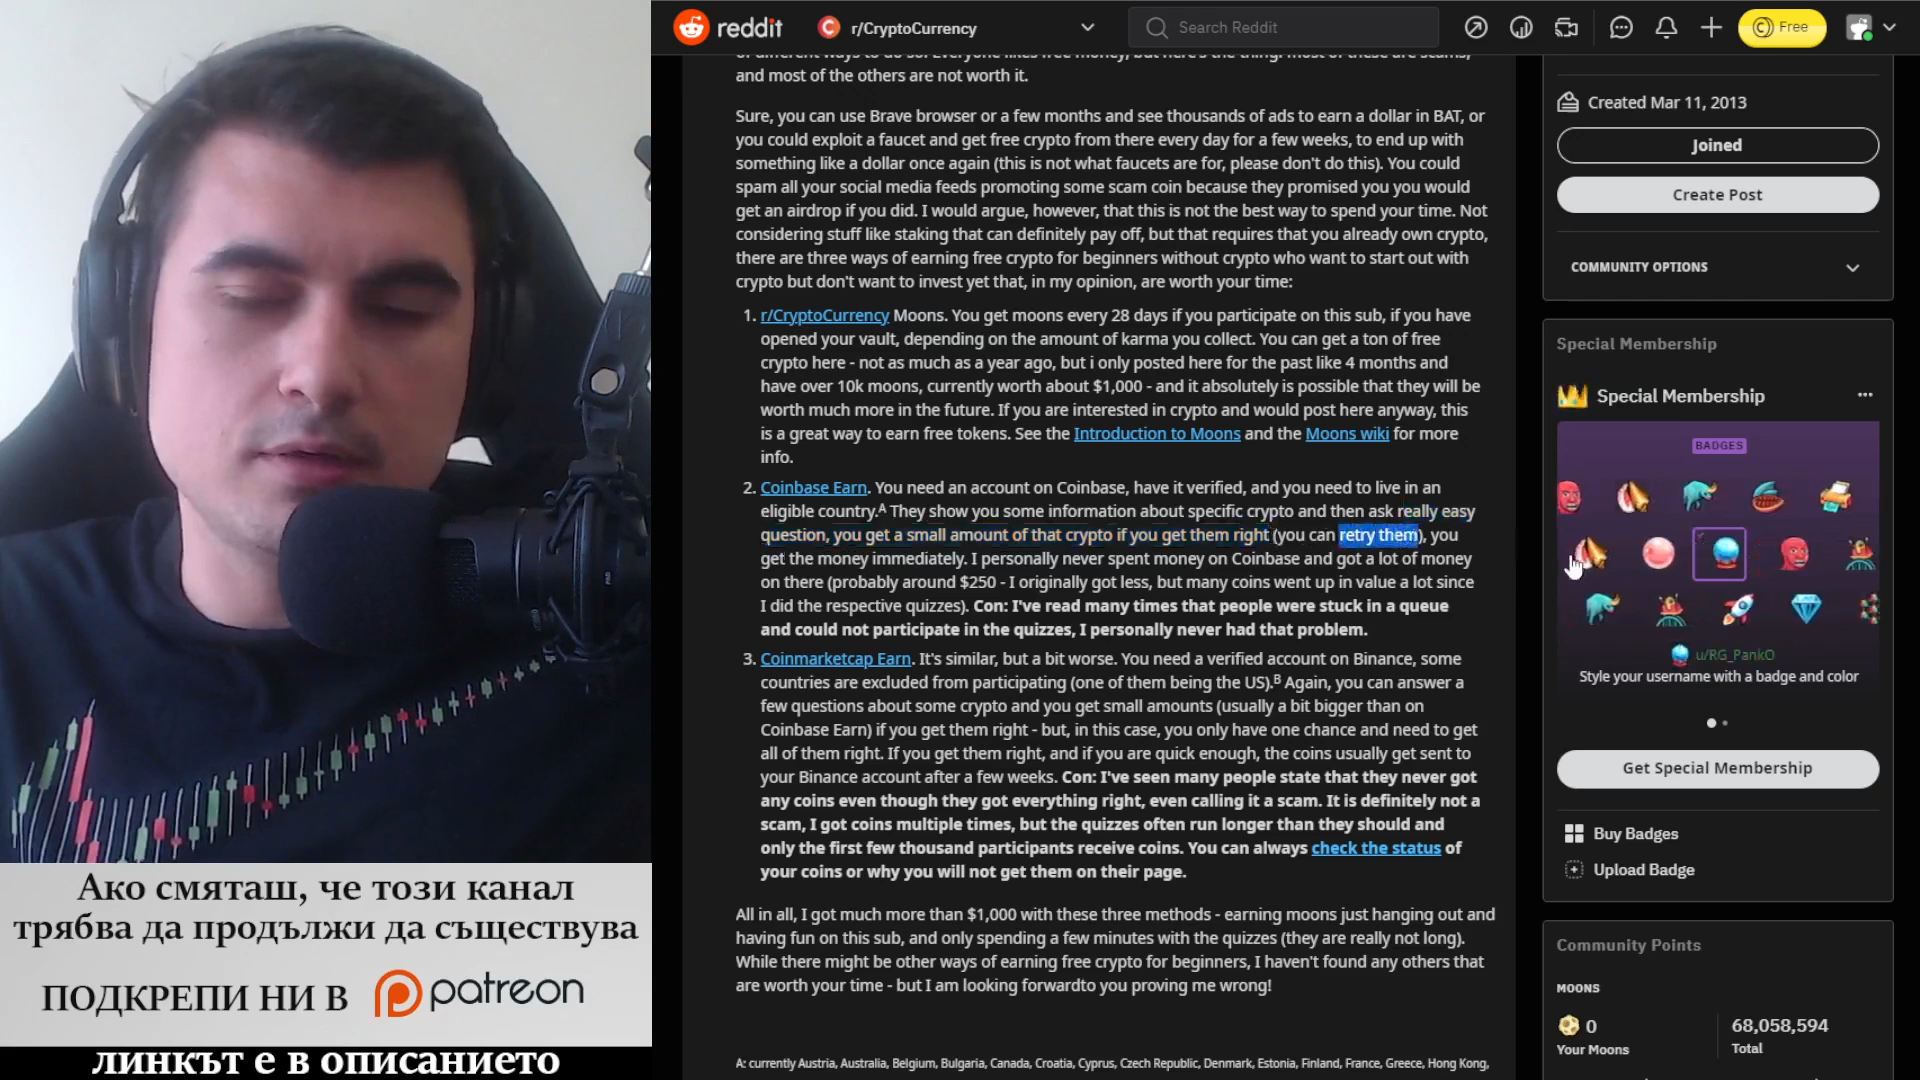 reddit
r/CryptoCurrency
Search Reddit
Free
and most of the others are not worth it.
Sure, you can use Brave browser or a few months and see thousands of ads to earn a dollar in BAT, or
you could exploit a faucet and get free crypto from there every day for a few weeks, to end up with
something like a dollar once again (this is not what faucets are for, please don't do this). You could
spam all your social media feeds promoting some scam coin because they promised you you would
get an airdrop if you did. I would argue, however, that this is not the best way to spend your time. Not
considering stuff like staking that can definitely pay off, but that requires that you already own crypto,
there are three ways of earning free crypto for beginners without crypto who want to start out with
crypto but don't want to invest yet that, in my opinion, are worth your time:
1. r/CryptoCurrency Moons. You get moons every 28 days if you participate on this sub, if you have
opened your vault, depending on the amount of karma you collect. You can get a ton of free
crypto here - not as much as a year ago, but i only posted here for the past like 4 months and
have over 10k moons, currently worth about $1,000 - and it absolutely is possible that they will be
worth much more in the future. If you are interested in crypto and would post here anyway, this
is a great way to earn free tokens. See the Introduction to Moons and the Moons wiki for more
info.
2. Coinbase Earn. You need an account on Coinbase, have it verified, and you need to live in an
eligible country.ᴬ They show you some information about specific crypto and then ask really easy
question, you get a small amount of that crypto if you get them right (you can retry them), you
get the money immediately. I personally never spent money on Coinbase and got a lot of money
on there (probably around $250 - I originally got less, but many coins went up in value a lot since
I did the respective quizzes). Con: I've read many times that people were stuck in a queue
and could not participate in the quizzes, I personally never had that problem.
3. Coinmarketcap Earn. It's similar, but a bit worse. You need a verified account on Binance, some
countries are excluded from participating (one of them being the US).ᴮ Again, you can answer a
few questions about some crypto and you get small amounts (usually a bit bigger than on
Coinbase Earn) if you get them right - but, in this case, you only have one chance and need to get
all of them right. If you get them right, and if you are quick enough, the coins usually get sent to
your Binance account after a few weeks. Con: I've seen many people state that they never got
any coins even though they got everything right, even calling it a scam. It is definitely not a
scam, I got coins multiple times, but the quizzes often run longer than they should and
only the first few thousand participants receive coins. You can always check the status of
your coins or why you will not get them on their page.
All in all, I got much more than $1,000 with these three methods - earning moons just hanging out and
having fun on this sub, and only spending a few minutes with the quizzes (they are really not long).
While there might be other ways of earning free crypto for beginners, I haven't found any others that
are worth your time - but I am looking forwardto you proving me wrong!
A: currently Austria, Australia, Belgium, Bulgaria, Canada, Croatia, Cyprus, Czech Republic, Denmark, Estonia, Finland, France, Greece, Hong Kong,
Created Mar 11, 2013
Joined
Create Post
COMMUNITY OPTIONS
Special Membership
Special Membership
BADGES
u/RG_PankO
Style your username with a badge and color
Get Special Membership
Buy Badges
Upload Badge
Community Points
MOONS
0
Your Moons
68,058,594
Total
Ако смяташ, че този канал
трябва да продължи да съществува
ПОДКРЕПИ НИ В patreon
линкът е в описанието